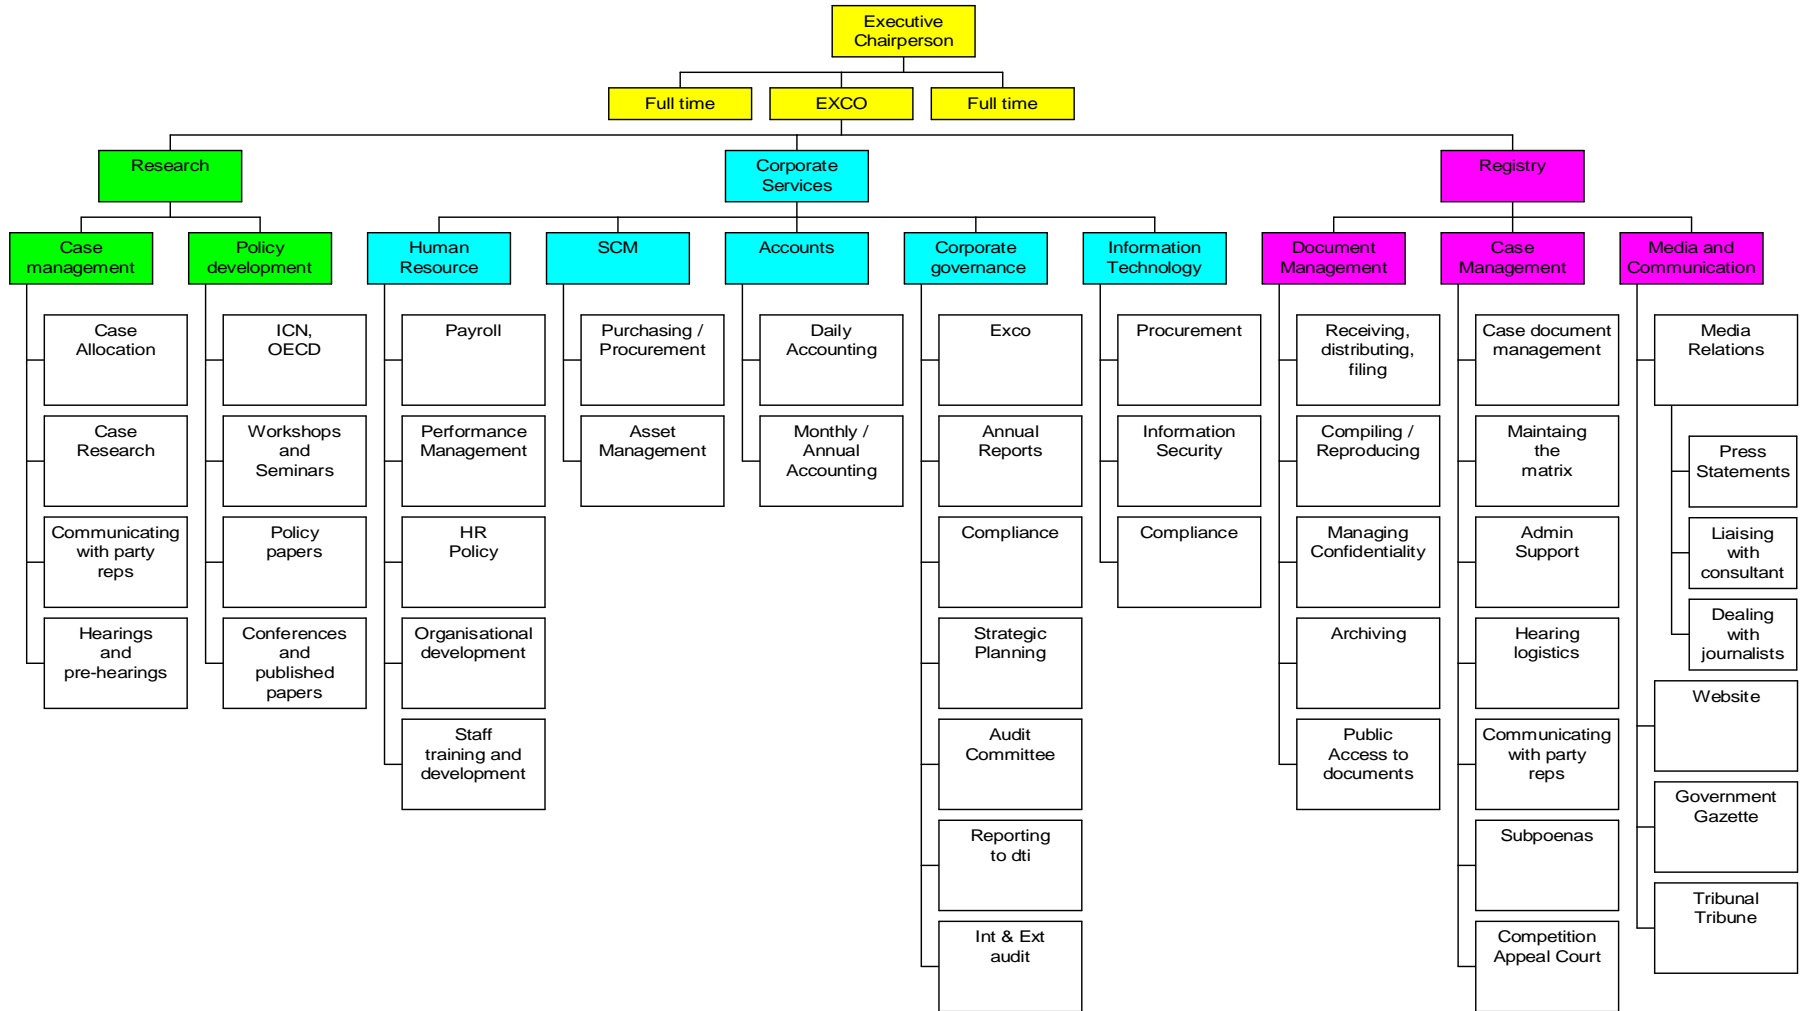 Executive
Chairperson
Full time
EXCO
Full time
Research
Corporate
Services
Registry
Case
management
Policy
development
Human
Resource
SCM
Accounts
Corporate
governance
Information
Technology
Document
Management
Case
Management
Media and
Communication
Case
Allocation
Case
Research
Communicating
with party
reps
Hearings
and
pre-hearings
ICN,
OECD
Workshops
and
Seminars
Policy
papers
Conferences
and
published
papers
Payroll
Performance
Management
HR
Policy
Organisational
development
Staff
training and
development
Purchasing /
Procurement
Asset
Management
Daily
Accounting
Monthly /
Annual
Accounting
Exco
Annual
Reports
Compliance
Strategic
Planning
Audit
Committee
Reporting
to dti
Int & Ext
audit
Procurement
Information
Security
Compliance
Receiving,
distributing,
filing
Compiling /
Reproducing
Managing
Confidentiality
Archiving
Public
Access to
documents
Case document
management
Maintaing
the
matrix
Admin
Support
Hearing
logistics
Communicating
with party
reps
Subpoenas
Competition
Appeal Court
Media
Relations
Press
Statements
Liaising
with
consultant
Dealing
with
journalists
Website
Government
Gazette
Tribunal
Tribune